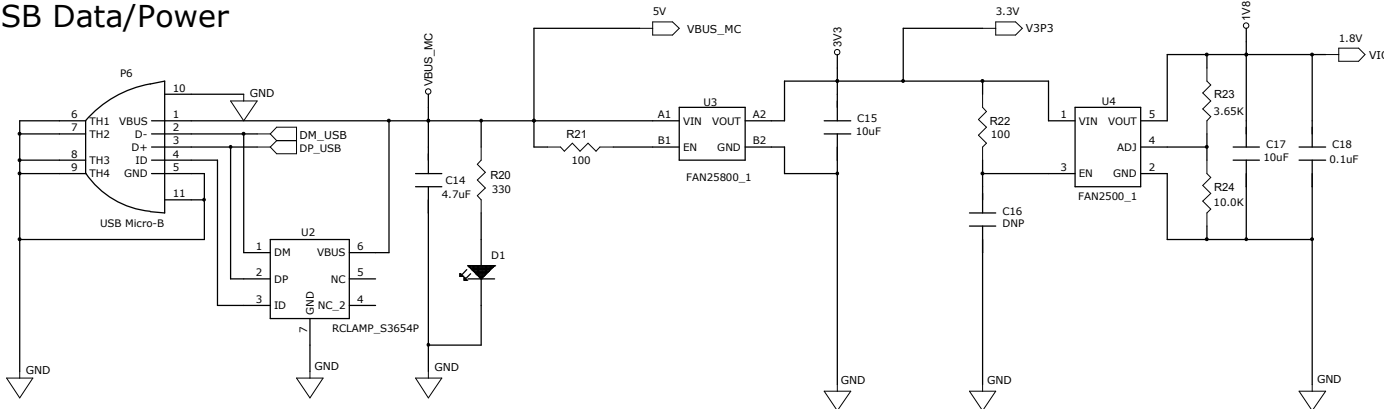 SB Data/Power
5V
VBUS_MC
3.3V
V3P3
1.8V
VIO
VBUS_MC
3V3
1V8
P6
10
GND
6 TH1 VBUS 1
7 TH2 D- 2
D+ 3
8 TH3 ID 4
9 TH4 GND 5
11
USB Micro-B
DM_USB
DP_USB
U2
1 DM VBUS 6
2 DP NC 5
3 ID NC_2 4
GND
7
RCLAMP_S3654P
C14
4.7uF
R20
330
D1
R21
100
U3
A1 VIN VOUT A2
B1 EN GND B2
FAN25800_1
C15
10uF
R22
100
C16
DNP
U4
1 VIN VOUT 5
ADJ 4
3 EN GND 2
FAN2500_1
R23
3.65K
R24
10.0K
C17
10uF
C18
0.1uF
GND
GND
GND
GND
GND
GND